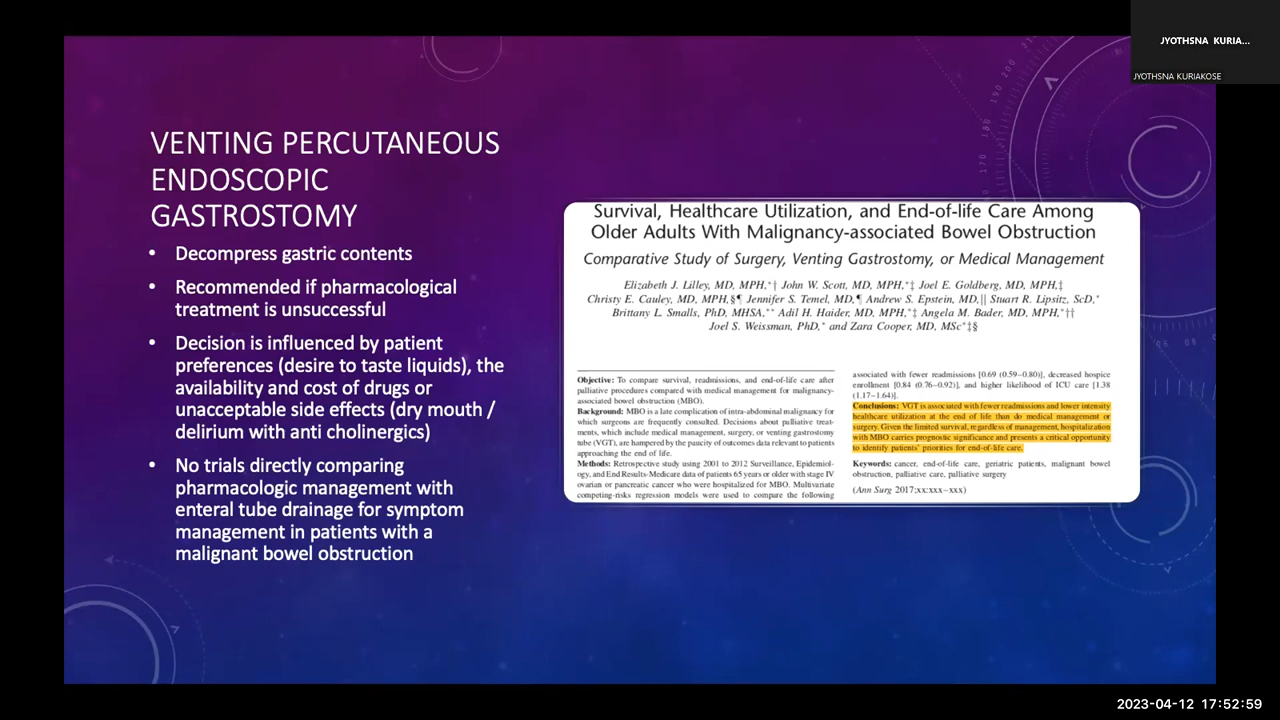 JYOTHSNA KURIA...
JYOTHSNA KURIAKOSE
VENTING PERCUTANEOUS
ENDOSCOPIC
GASTROSTOMY
• Decompress gastric contents
• Recommended if pharmacological
treatment is unsuccessful
• Decision is influenced by patient
preferences (desire to taste liquids), the
availability and cost of drugs or
unacceptable side effects (dry mouth /
delirium with anti cholinergics)
• No trials directly comparing
pharmacologic management with
enteral tube drainage for symptom
management in patients with a
malignant bowel obstruction
Survival, Healthcare Utilization, and End-of-life Care Among
Older Adults With Malignancy-associated Bowel Obstruction
Comparative Study of Surgery, Venting Gastrostomy, or Medical Management
Elizabeth J. Lilley, MD, MPH,*† John W. Scott, MD, MPH,*‡ Joel E. Goldberg, MD, MPH,‡
Christy E. Cauley, MD, MPH,§¶ Jennifer S. Temel, MD,¶ Andrew S. Epstein, MD,|| Stuart R. Lipsitz, ScD,*
Brittany L. Smalls, PhD, MHSA,** Adil H. Haider, MD, MPH,*‡ Angela M. Bader, MD, MPH,*††
Joel S. Weissman, PhD,* and Zara Cooper, MD, MSc*‡§
Objective: To compare survival, readmissions, and end-of-life care after
palliative procedures compared with medical management for malignancy-
associated bowel obstruction (MBO).
Background: MBO is a late complication of intra-abdominal malignancy for
which surgeons are frequently consulted. Decisions about palliative treat-
ments, which include medical management, surgery, or venting gastrostomy
tube (VGT), are hampered by the paucity of outcomes data relevant to patients
approaching the end of life.
Methods: Retrospective study using 2001 to 2012 Surveillance, Epidemiol-
ogy, and End Results-Medicare data of patients 65 years or older with stage IV
ovarian or pancreatic cancer who were hospitalized for MBO. Multivariate
competing-risks regression models were used to compare the following
associated with fewer readmissions [0.69 (0.59–0.80)], decreased hospice
enrollment [0.84 (0.76–0.92)], and higher likelihood of ICU care [1.38
(1.17–1.64)].
Conclusions: VGT is associated with fewer readmissions and lower intensity
healthcare utilization at the end of life than do medical management or
surgery. Given the limited survival, regardless of management, hospitalization
with MBO carries prognostic significance and presents a critical opportunity
to identify patients' priorities for end-of-life care.
Keywords: cancer, end-of-life care, geriatric patients, malignant bowel
obstruction, palliative care, palliative surgery
(Ann Surg 2017;xx:xxx–xxx)
2023-04-12 17:52:59